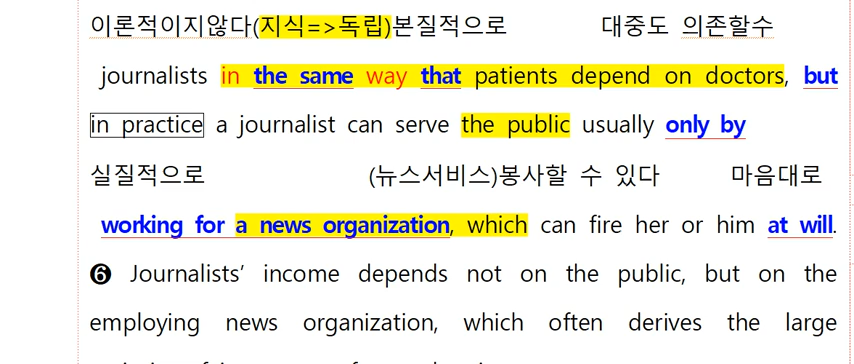 이론적이지않다(지식=>독립)본질적으로 대중도 의존할수
journalists in the same way that patients depend on doctors, but
in practice a journalist can serve the public usually only by
실질적으로 (뉴스서비스)봉사할 수 있다 마음대로
working for a news organization, which can fire her or him at will.
❻ Journalists' income depends not on the public, but on the
employing news organization, which often derives the large